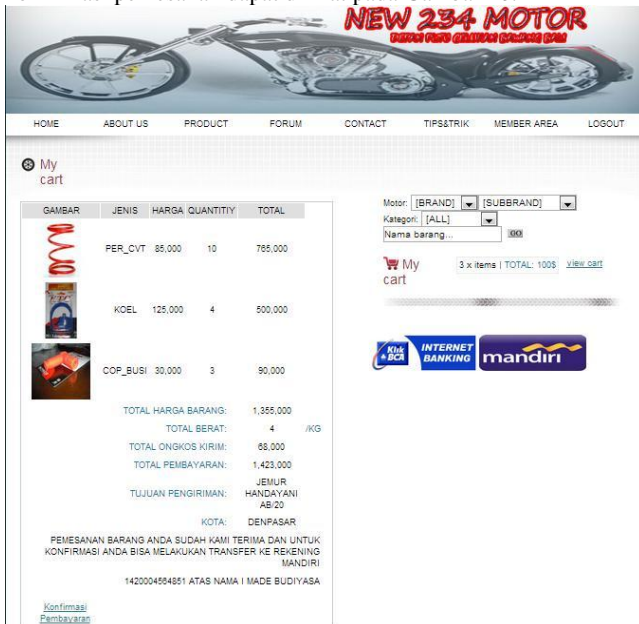 NEW 234 MOTOR
HOME ABOUT US PRODUCT FORUM CONTACT TIPS&TRIK MEMBER AREA LOGOUT
My
cart
GAMBAR JENIS HARGA QUANTITIY TOTAL
PER_CVT 85,000 10 765,000
KOEL 125,000 4 500,000
COP_BUSI 30,000 3 90,000
TOTAL HARGA BARANG: 1,355,000
TOTAL BERAT: 4 /KG
TOTAL ONGKOS KIRIM: 68,000
TOTAL PEMBAYARAN: 1,423,000
TUJUAN PENGIRIMAN: JEMUR
HANDAYANI
AB/20
KOTA: DENPASAR
PEMESANAN BARANG ANDA SUDAH KAMI TERIMA DAN UNTUK
KONFIRMASI ANDA BISA MELAKUKAN TRANSFER KE REKENING
MANDIRI
1420004564851 ATAS NAMA I MADE BUDIYASA
Konfirmasi
Pembayaran
Motor: [BRAND] [SUBBRAND]
Kategori: [ALL]
Nama barang... GO
My
cart
3 x items | TOTAL: 100$ view cart
Klik
BCA
INTERNET
BANKING
mandırı